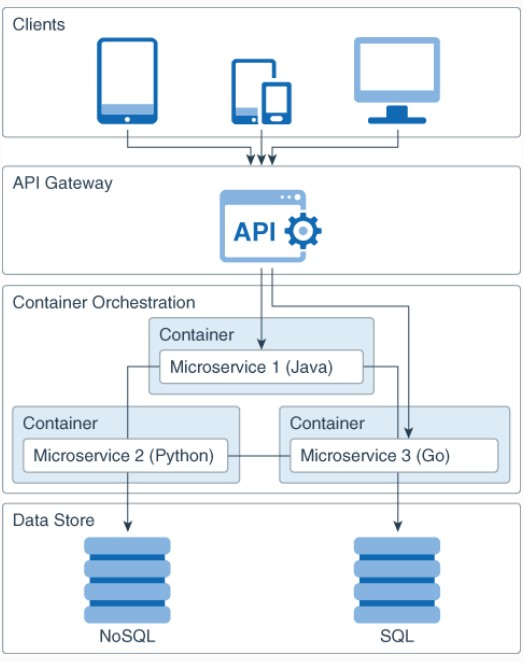 Clients
API Gateway
API
Container Orchestration
Container
Microservice 1 (Java)
Container
Microservice 2 (Python)
Container
Microservice 3 (Go)
Data Store
NoSQL
SQL